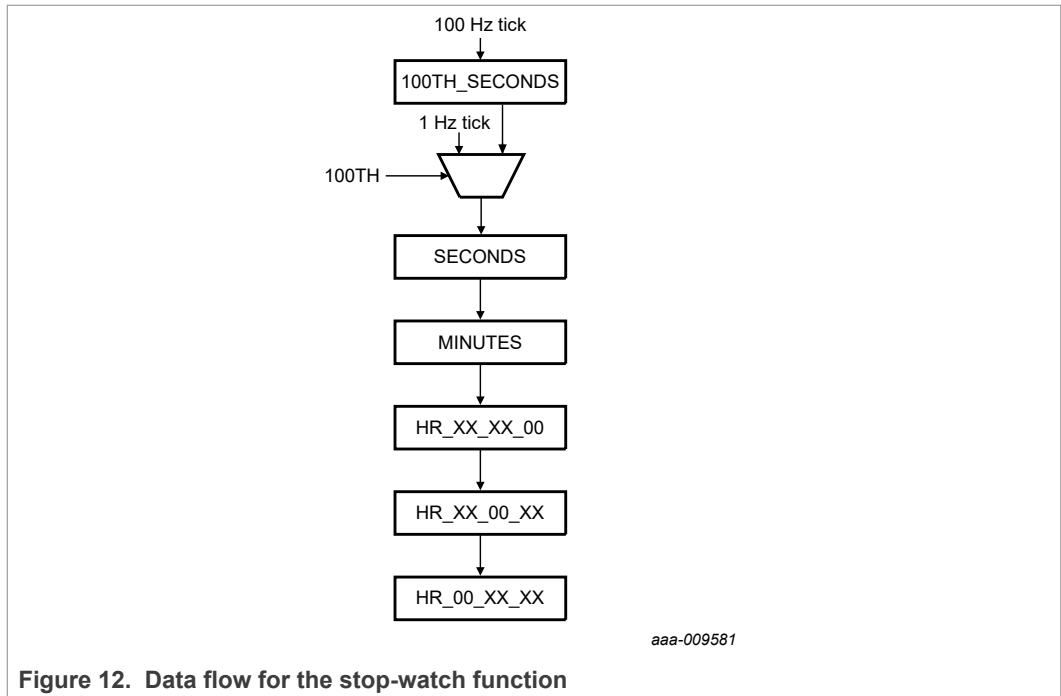 100 Hz tick
100TH_SECONDS
1 Hz tick
100TH
SECONDS
MINUTES
HR_XX_XX_00
HR_XX_00_XX
HR_00_XX_XX
aaa-009581
Figure 12. Data flow for the stop-watch function